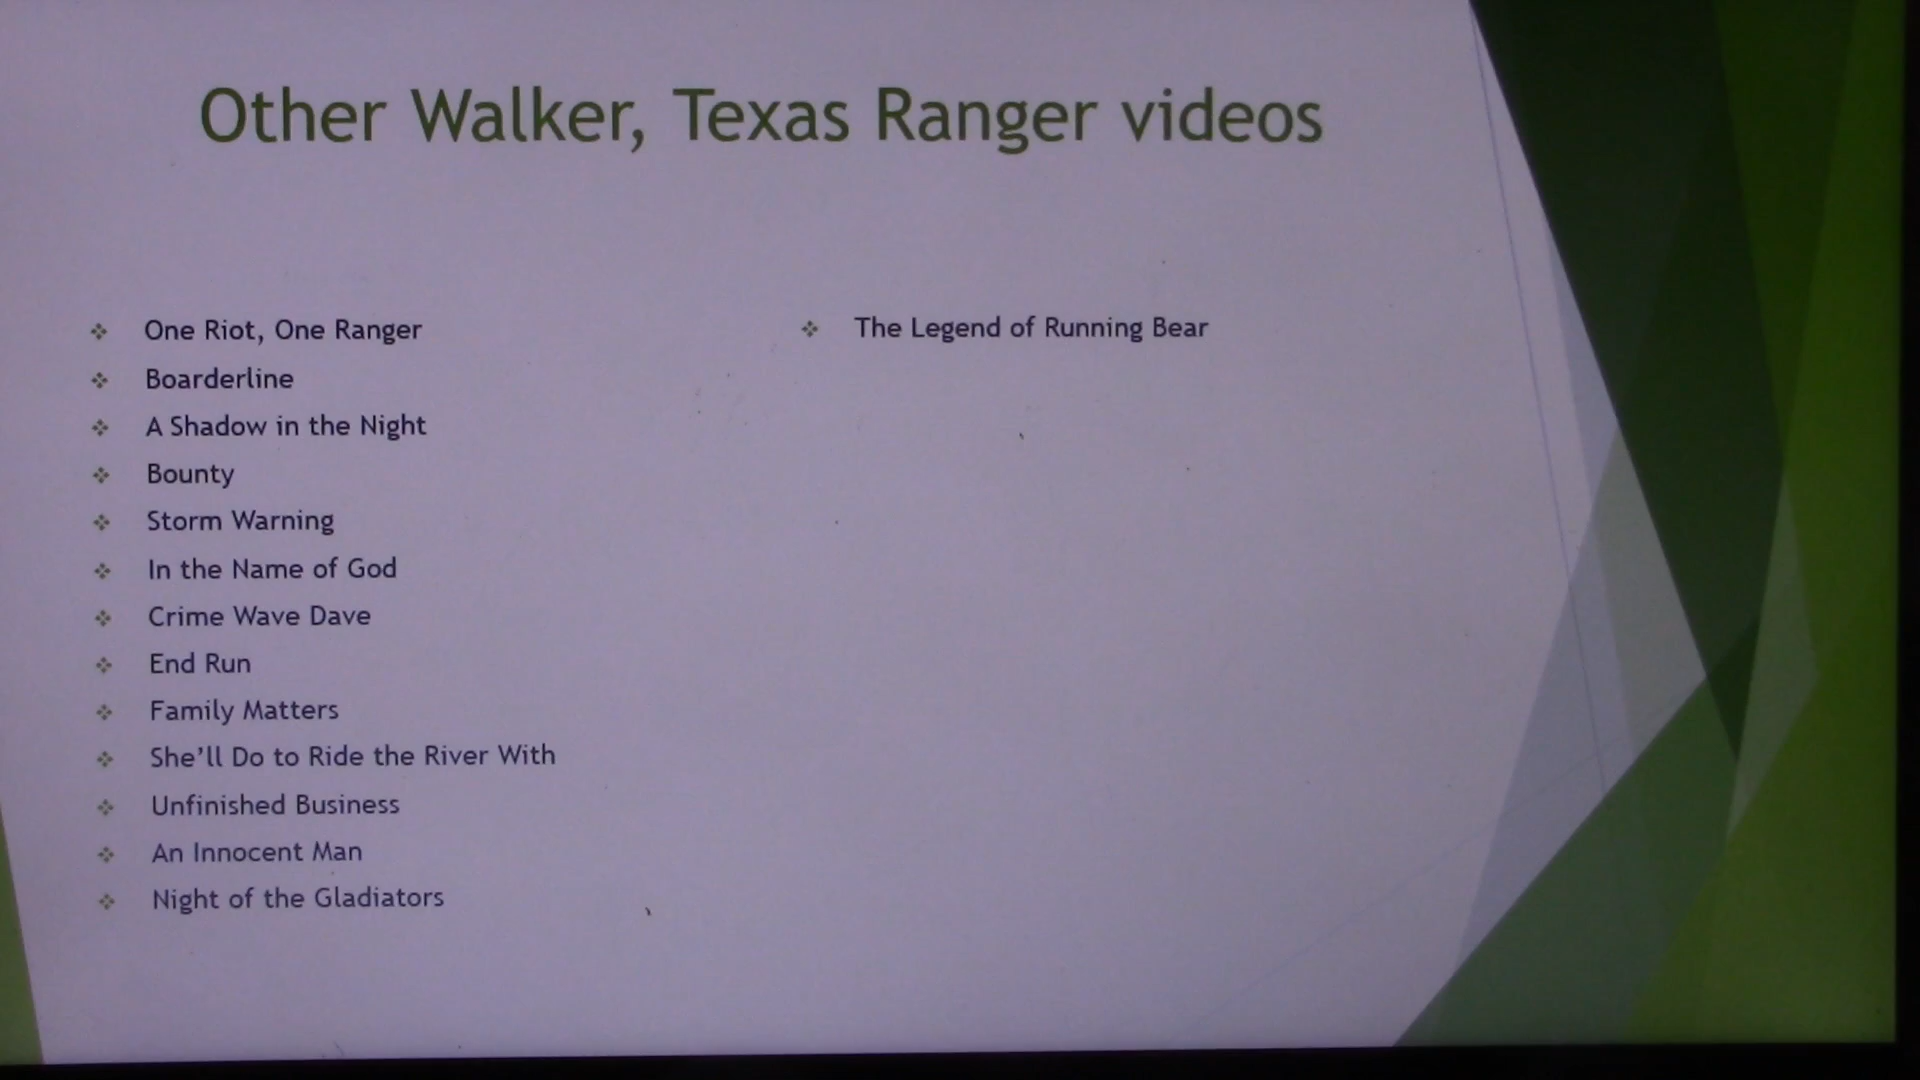 Other Walker, Texas Ranger videos
One Riot, One Ranger
Boarderline
A Shadow in the Night
Bounty
Storm Warning
In the Name of God
Crime Wave Dave
End Run
Family Matters
She’ll Do to Ride the River With
Unfinished Business
An Innocent Man
Night of the Gladiators
The Legend of Running Bear